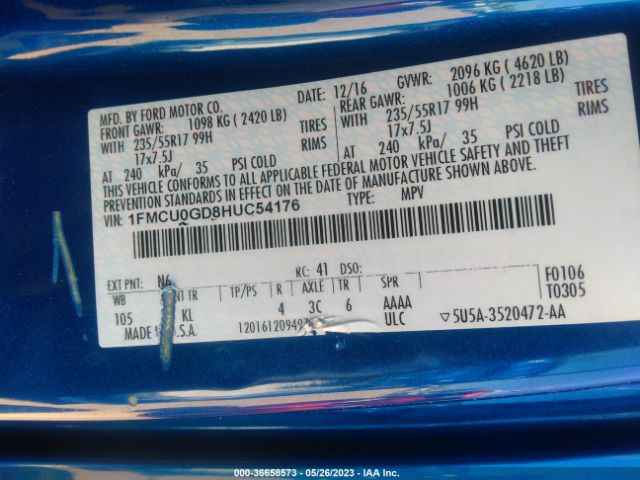 MFD. BY FORD MOTOR CO.
DATE: 12/16 GVWR: 2096 KG ( 4620 LB)
FRONT GAWR: 1098 KG ( 2420 LB)
REAR GAWR: 1006 KG ( 2218 LB)
WITH 235/55R17 99H TIRES
WITH 235/55R17 99H TIRES
17x7.5J RIMS
17x7.5J RIMS
AT 240 kPa/ 35 PSI COLD
AT 240 kPa/ 35 PSI COLD
THIS VEHICLE CONFORMS TO ALL APPLICABLE FEDERAL MOTOR VEHICLE SAFETY AND THEFT
PREVENTION STANDARDS IN EFFECT ON THE DATE OF MANUFACTURE SHOWN ABOVE.
VIN: 1FMCU0GD8HUC54176 TYPE: MPV
EXT PNT: N6 RC: 41 DSO: F0106
WB TR TP/PS R AXLE TR SPR T0305
105 KL 4 3C 6 AAAA
MADE U.S.A. ULC ▽5U5A-3520472-AA
000-36658573 — 05/26/2023 — IAA Inc.